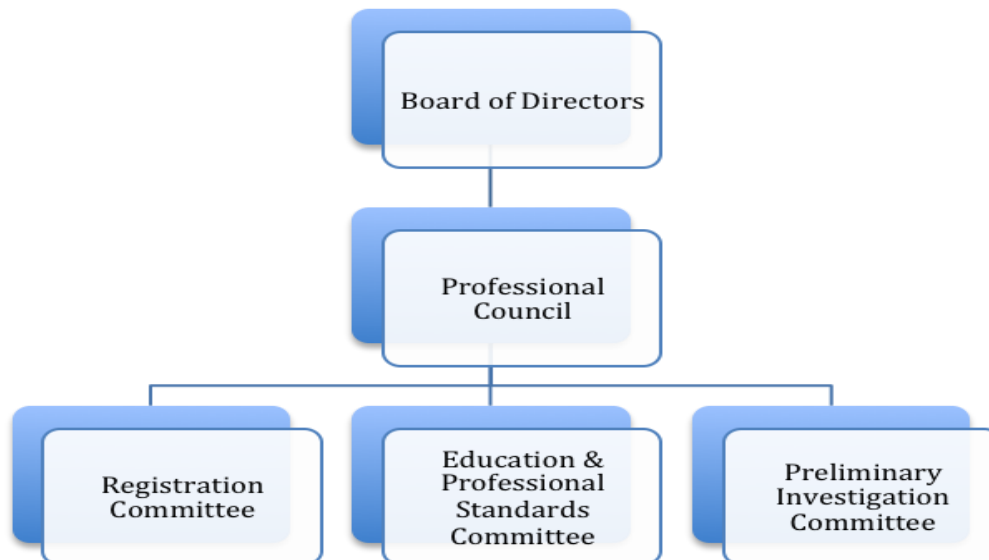 Board of Directors
Professional
Council
Registration
Committee
Education &
Professional
Standards
Committee
Preliminary
Investigation
Committee